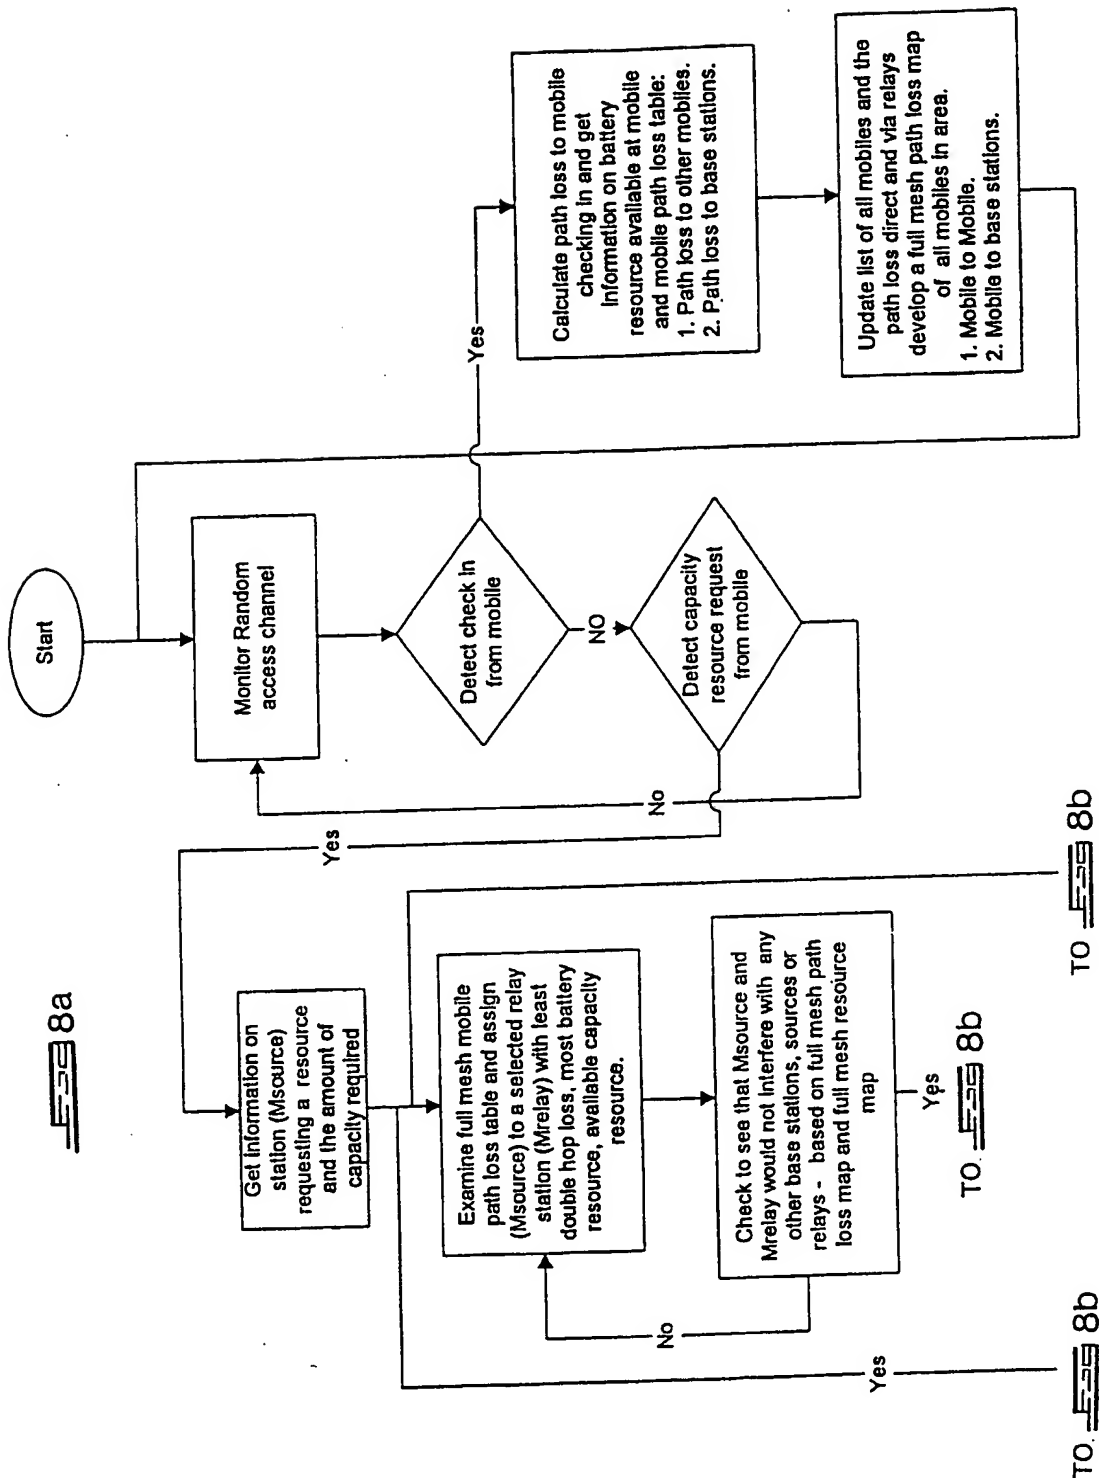 Fig 8a
Start
Monitor Random
access channel
Detect check in
from mobile
Yes
Calculate path loss to mobile
checking in and get
Information on battery
resource available at mobile
and mobile path loss table:
1. Path loss to other mobiles.
2. Path loss to base stations.
Update list of all mobiles and the
path loss direct and via relays
develop a full mesh path loss map
of all mobiles in area.
1. Mobile to Mobile.
2. Mobile to base stations.
NO
Detect capacity
resource request
from mobile
No
Yes
Get information on
station (Msource)
requesting a resource
and the amount of
capacity required
Examine full mesh mobile
path loss table and assign
(Msource) to a selected relay
station (Mrelay) with least
double hop loss, most battery
resource, available capacity
resource.
Check to see that Msource and
Mrelay would not interfere with any
other base stations, sources or
relays - based on full mesh path
loss map and full mesh resource
map
No
Yes
Yes
TO Fig 8b
TO. Fig 8b
TO. Fig 8b